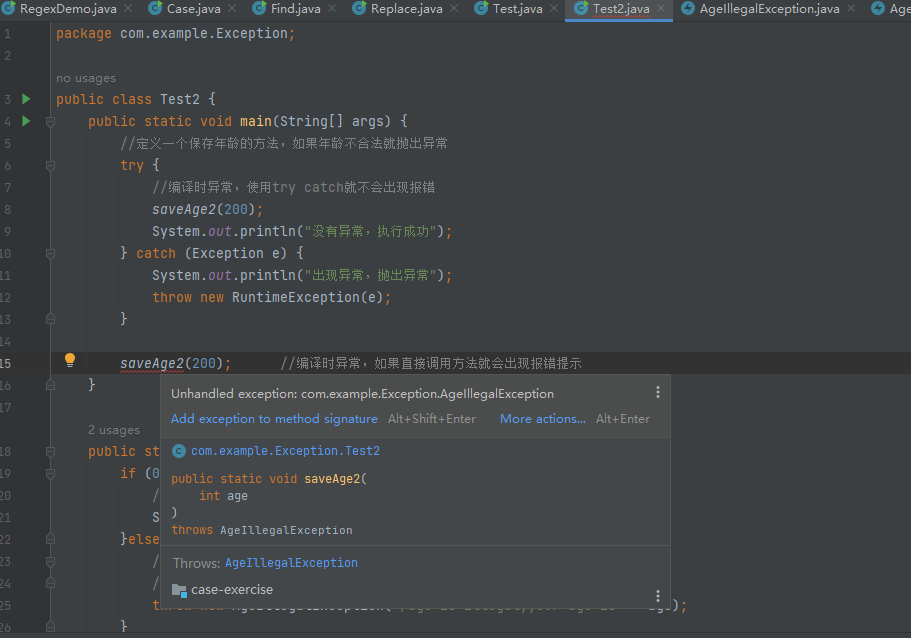 RegexDemo.java Case.java Find.java Replace.java Test.java Test2.java AgeIllegalException.java Age
1 package com.example.Exception;
2
no usages
3 public class Test2 {
4 public static void main(String[] args) {
5 //定义一个保存年龄的方法，如果年龄不合法就抛出异常
6 try {
7 //编译时异常，使用try catch就不会出现报错
8 saveAge2(200);
9 System.out.println("没有异常，执行成功");
10 } catch (Exception e) {
11 System.out.println("出现异常，抛出异常");
12 throw new RuntimeException(e);
13 }
14
15 saveAge2(200); //编译时异常，如果直接调用方法就会出现报错提示
16 }
Unhandled exception: com.example.Exception.AgeIllegalException
17
Add exception to method signature Alt+Shift+Enter More actions... Alt+Enter
2 usages
18 public st
com.example.Exception.Test2
19 if (0
public static void saveAge2(
20 /
int age
21 S
)
22 }else
throws AgeIllegalException
23 /
Throws: AgeIllegalException
24 /
case-exercise
25 age);
26 }